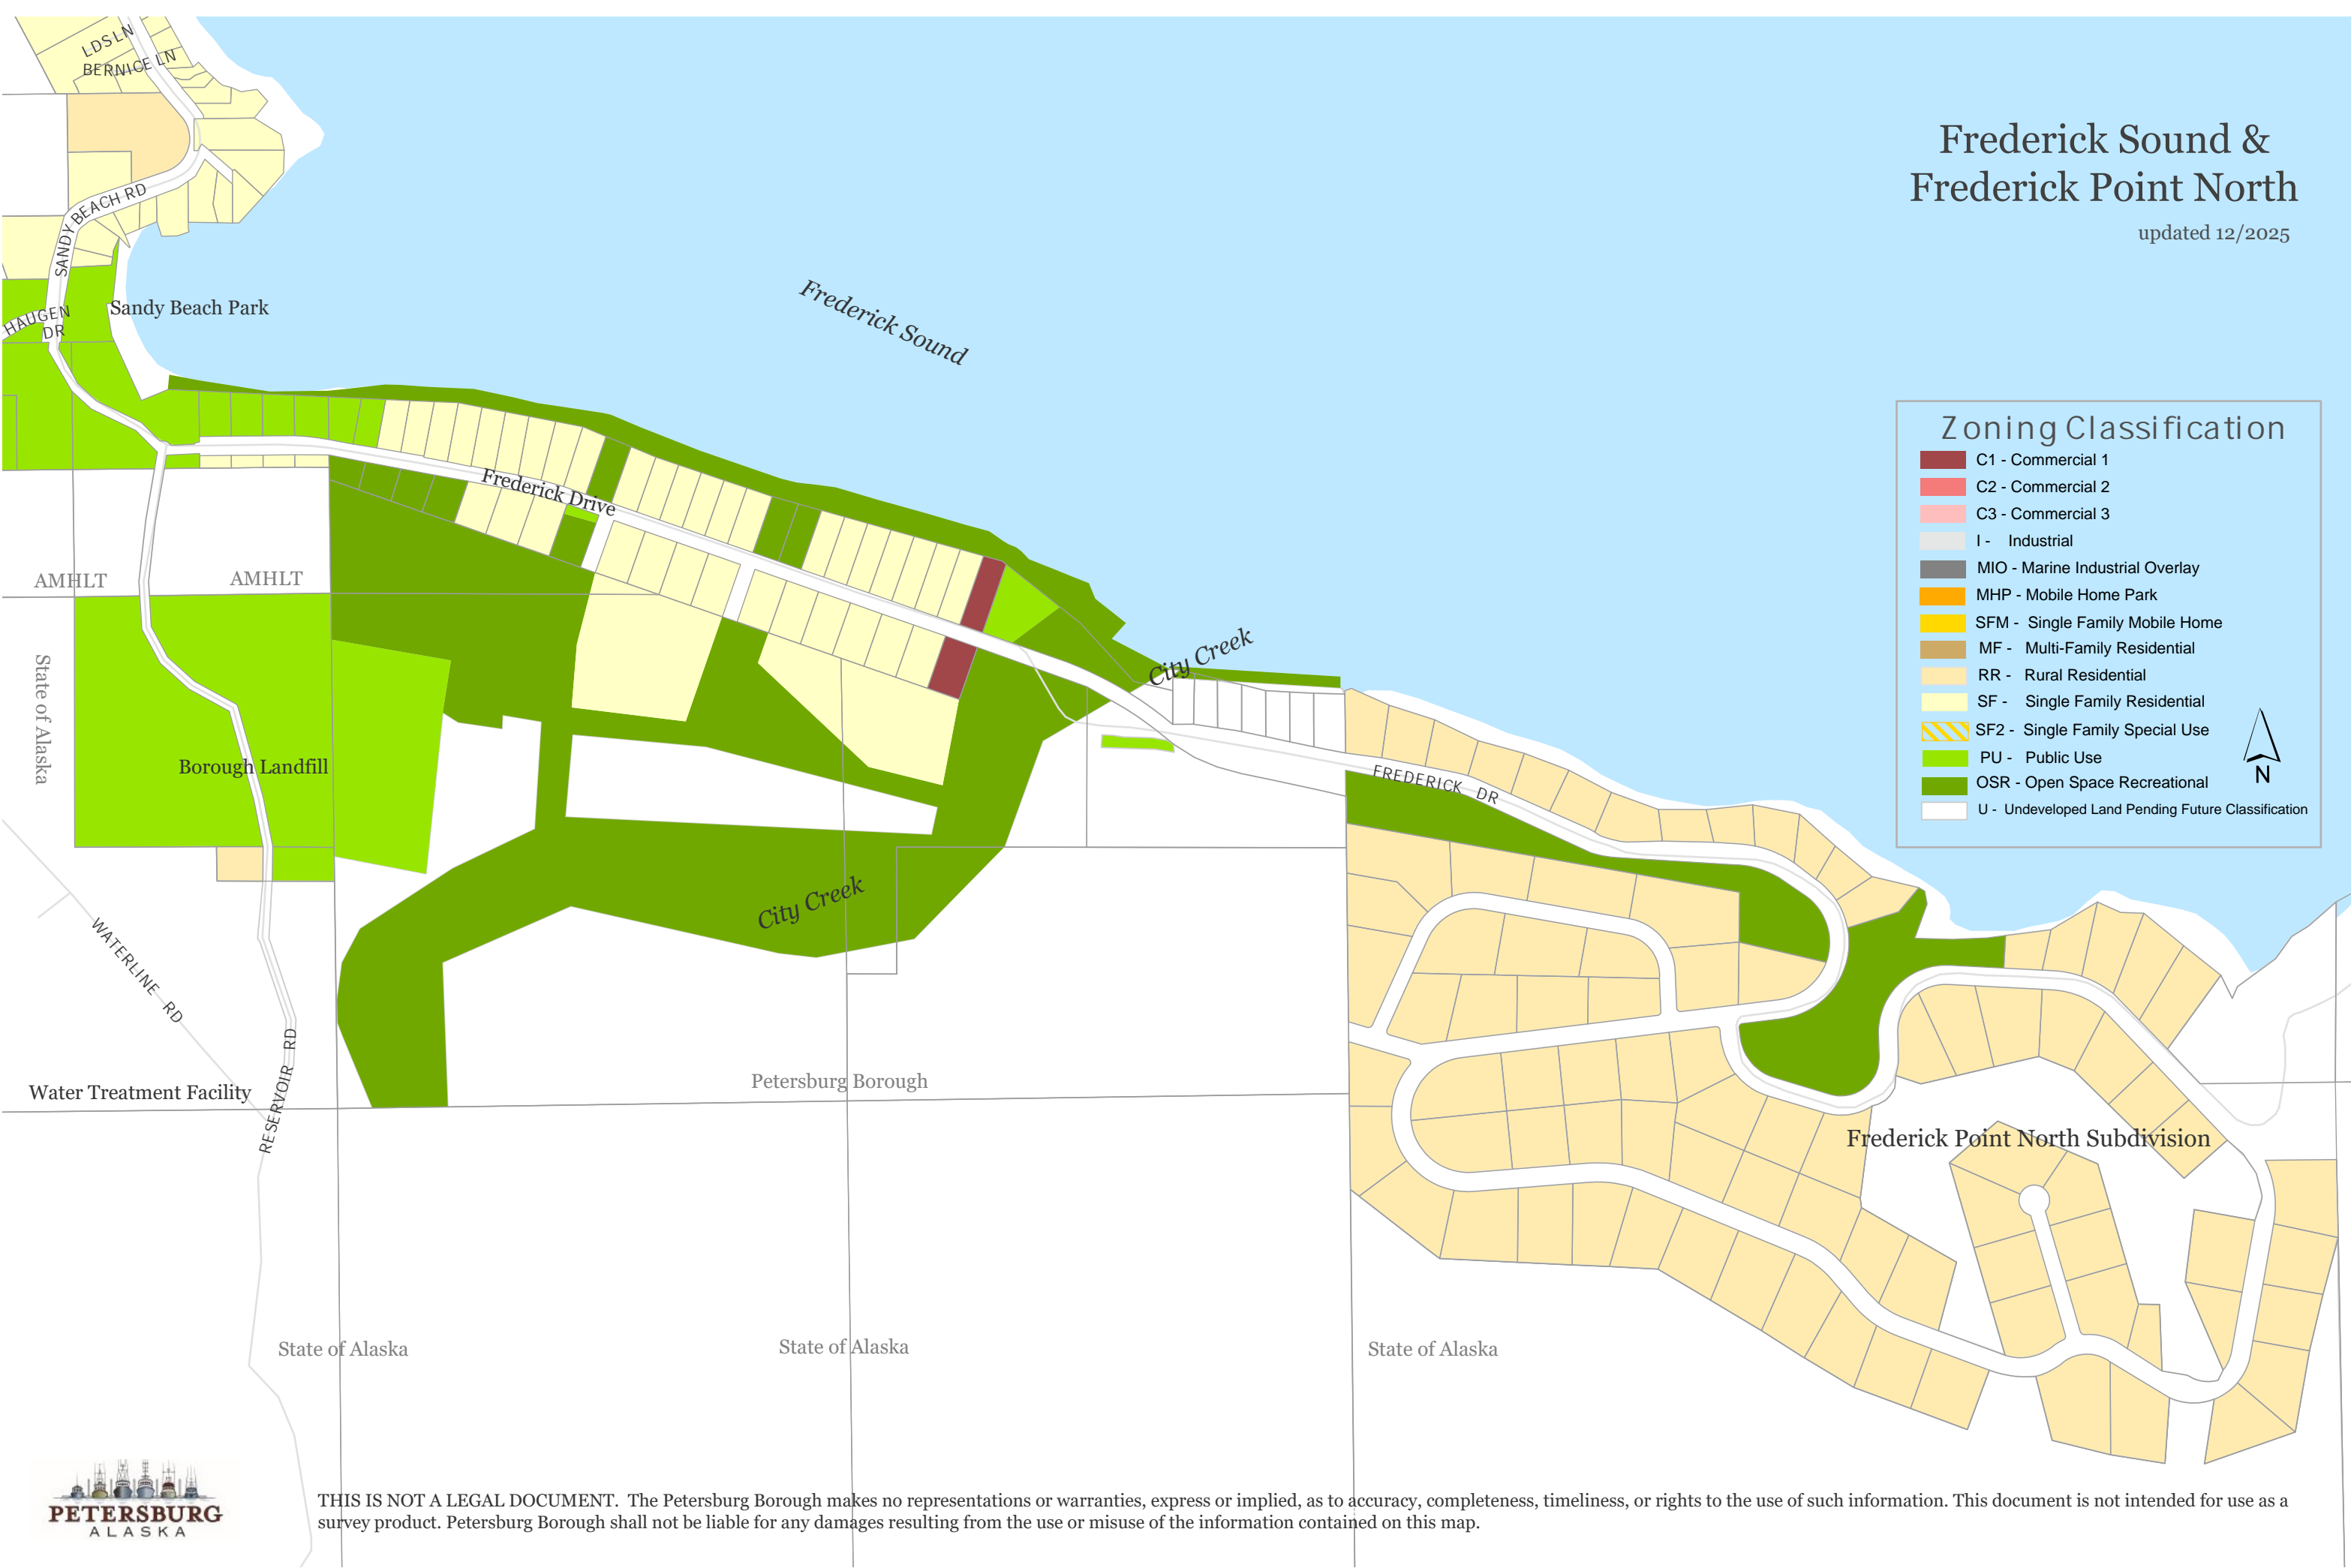 LDS LN
BERNICE LN
Frederick Sound &
Frederick Point North
updated 12/2025
SANDY BEACH RD
Sandy Beach Park
HAUGEN
DR
Frederick Sound
Zoning Classification
C1 - Commercial 1
C2 - Commercial 2
C3 - Commercial 3
I - Industrial
MIO - Marine Industrial Overlay
MHP - Mobile Home Park
SFM - Single Family Mobile Home
MF - Multi-Family Residential
RR - Rural Residential
SF - Single Family Residential
SF2 - Single Family Special Use
PU - Public Use
OSR - Open Space Recreational
U - Undeveloped Land Pending Future Classification
N
Frederick Drive
AMHLT
AMHLT
State of Alaska
City Creek
Borough Landfill
FREDERICK DR
City Creek
WATERLINE RD
RESERVOIR RD
Water Treatment Facility
Petersburg Borough
Frederick Point North Subdivision
State of Alaska
State of Alaska
State of Alaska
PETERSBURG
ALASKA
THIS IS NOT A LEGAL DOCUMENT. The Petersburg Borough makes no representations or warranties, express or implied, as to accuracy, completeness, timeliness, or rights to the use of such information. This document is not intended for use as a
survey product. Petersburg Borough shall not be liable for any damages resulting from the use or misuse of the information contained on this map.